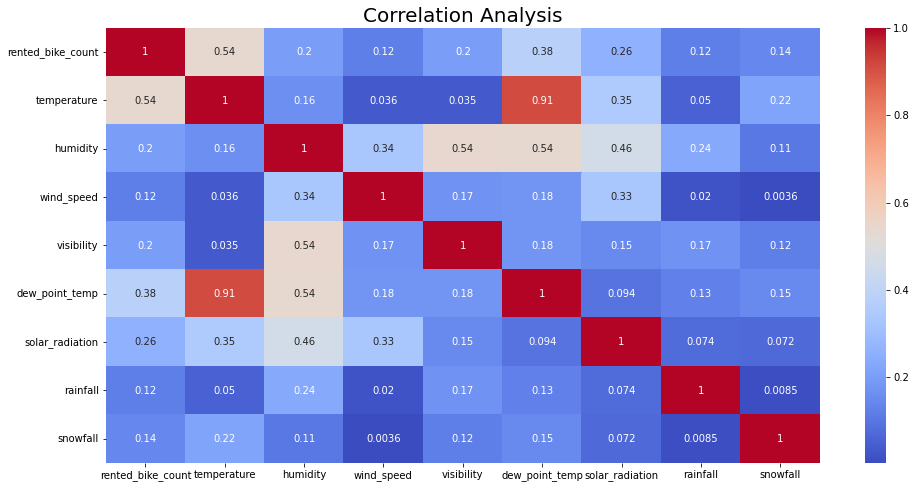 Correlation Analysis
rented_bike_count 1 0.54 0.2 0.12 0.2 0.38 0.26 0.12 0.14
temperature 0.54 1 0.16 0.036 0.035 0.91 0.35 0.05 0.22
humidity 0.2 0.16 1 0.34 0.54 0.54 0.46 0.24 0.11
wind_speed 0.12 0.036 0.34 1 0.17 0.18 0.33 0.02 0.0036
visibility 0.2 0.035 0.54 0.17 1 0.18 0.15 0.17 0.12
dew_point_temp 0.38 0.91 0.54 0.18 0.18 1 0.094 0.13 0.15
solar_radiation 0.26 0.35 0.46 0.33 0.15 0.094 1 0.074 0.072
rainfall 0.12 0.05 0.24 0.02 0.17 0.13 0.074 1 0.0085
snowfall 0.14 0.22 0.11 0.0036 0.12 0.15 0.072 0.0085 1
rented_bike_count temperature humidity wind_speed visibility dew_point_temp solar_radiation rainfall snowfall
1.0
0.8
0.6
0.4
0.2